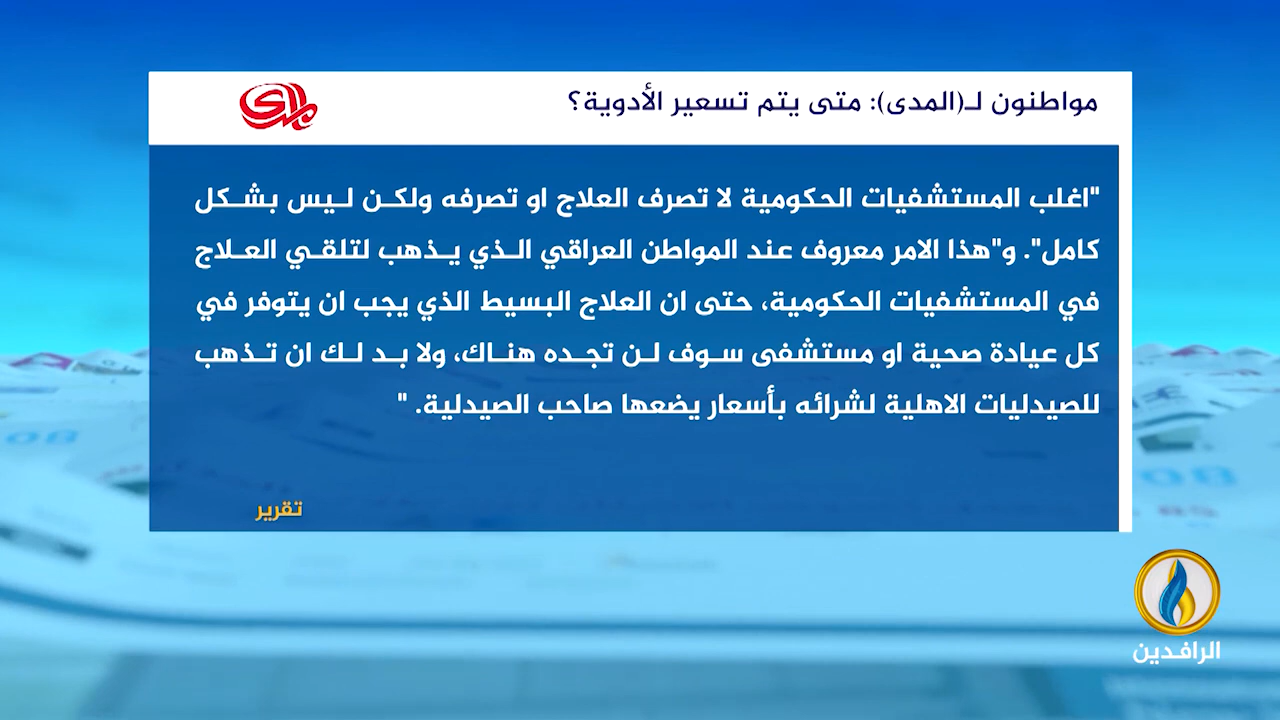 مواطنون لـ(المدى): متى يتم تسعير الأدوية؟
المدى
"اغلب المستشفيات الحكومية لا تصرف العلاج او تصرفه ولكن ليس بشكل
كامل". و"هذا الامر معروف عند المواطن العراقي الذي يذهب لتلقي العلاج
في المستشفيات الحكومية، حتى ان العلاج البسيط الذي يجب ان يتوفر في
كل عيادة صحية او مستشفى سوف لن تجده هناك، ولا بد لك ان تذهب
للصيدليات الاهلية لشرائه بأسعار يضعها صاحب الصيدلية. "
تقرير
الرافدين